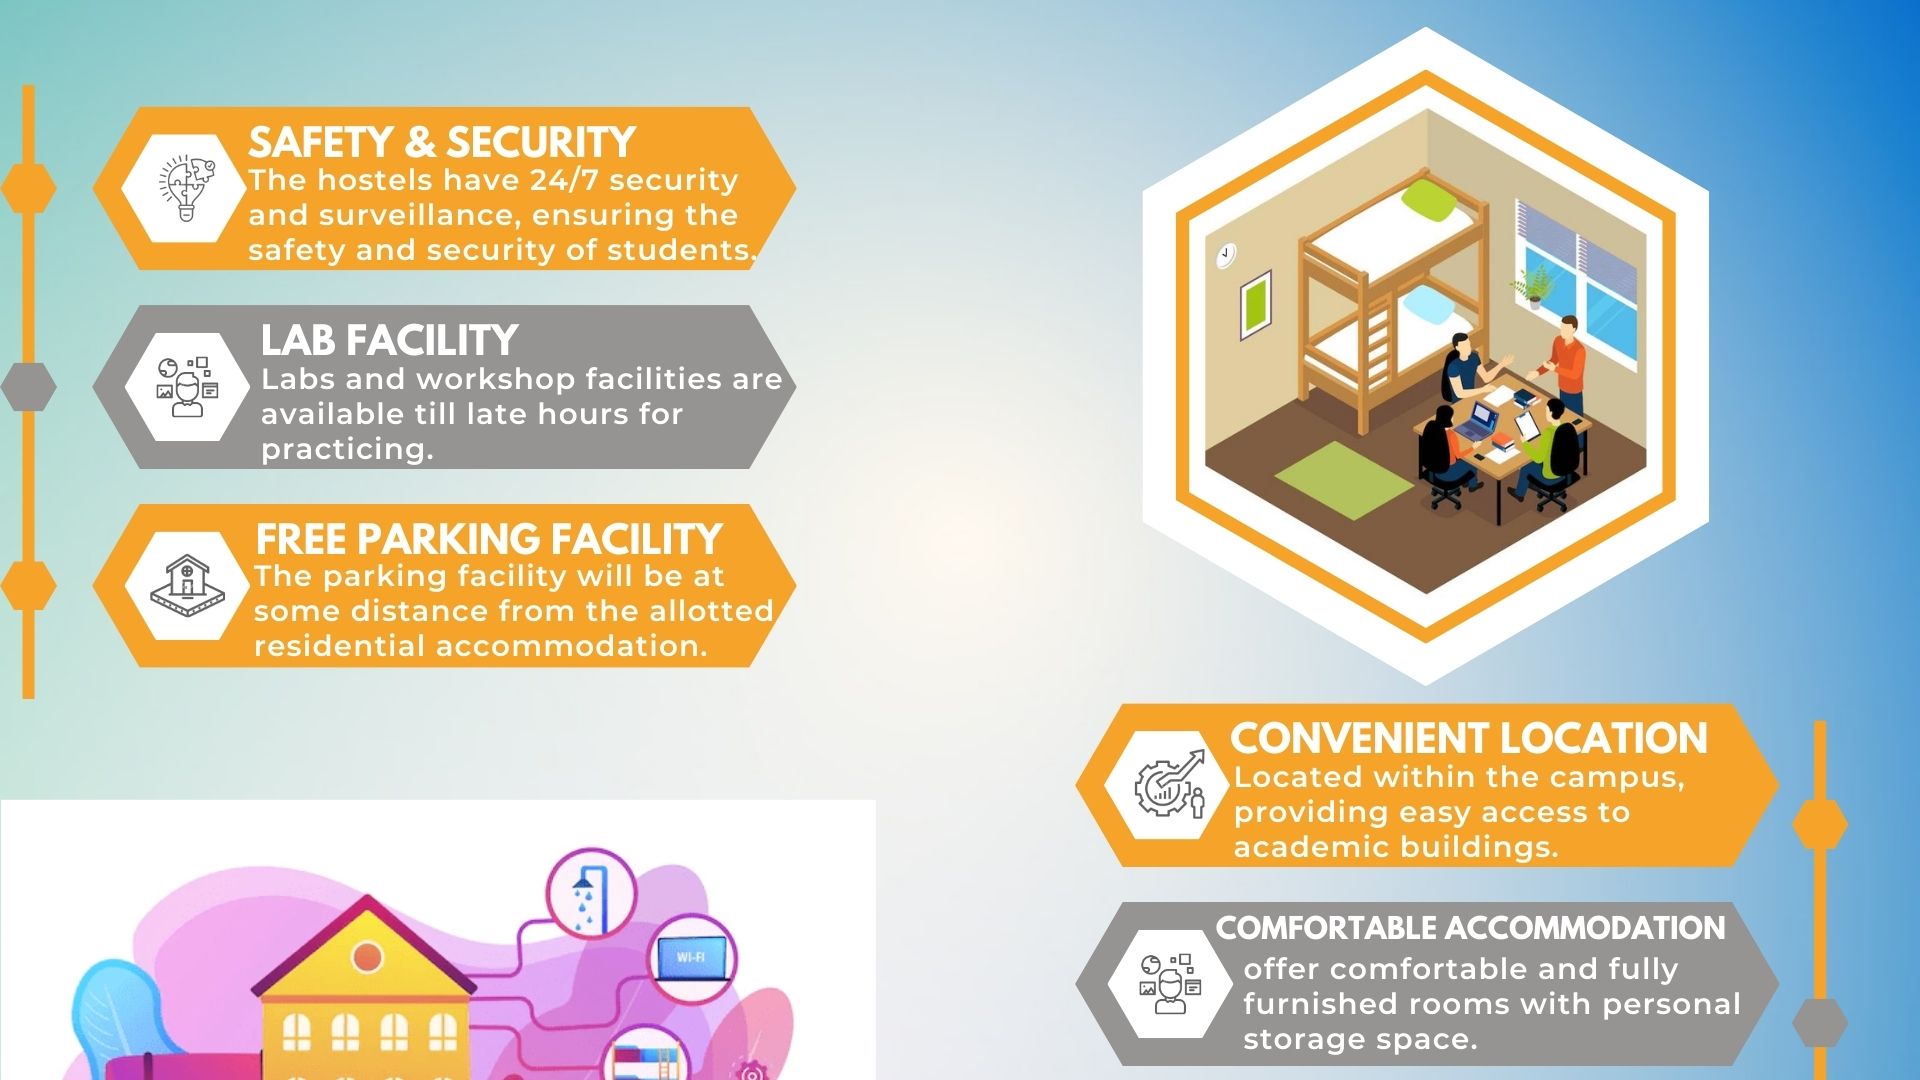 SAFETY & SECURITY
The hostels have 24/7 security
and surveillance, ensuring the
safety and security of students.
LAB FACILITY
Labs and workshop facilities are
available till late hours for
practicing.
FREE PARKING FACILITY
The parking facility will be at
some distance from the allotted
residential accommodation.
CONVENIENT LOCATION
Located within the campus,
providing easy access to
academic buildings.
COMFORTABLE ACCOMMODATION
offer comfortable and fully
furnished rooms with personal
storage space.
WI-FI